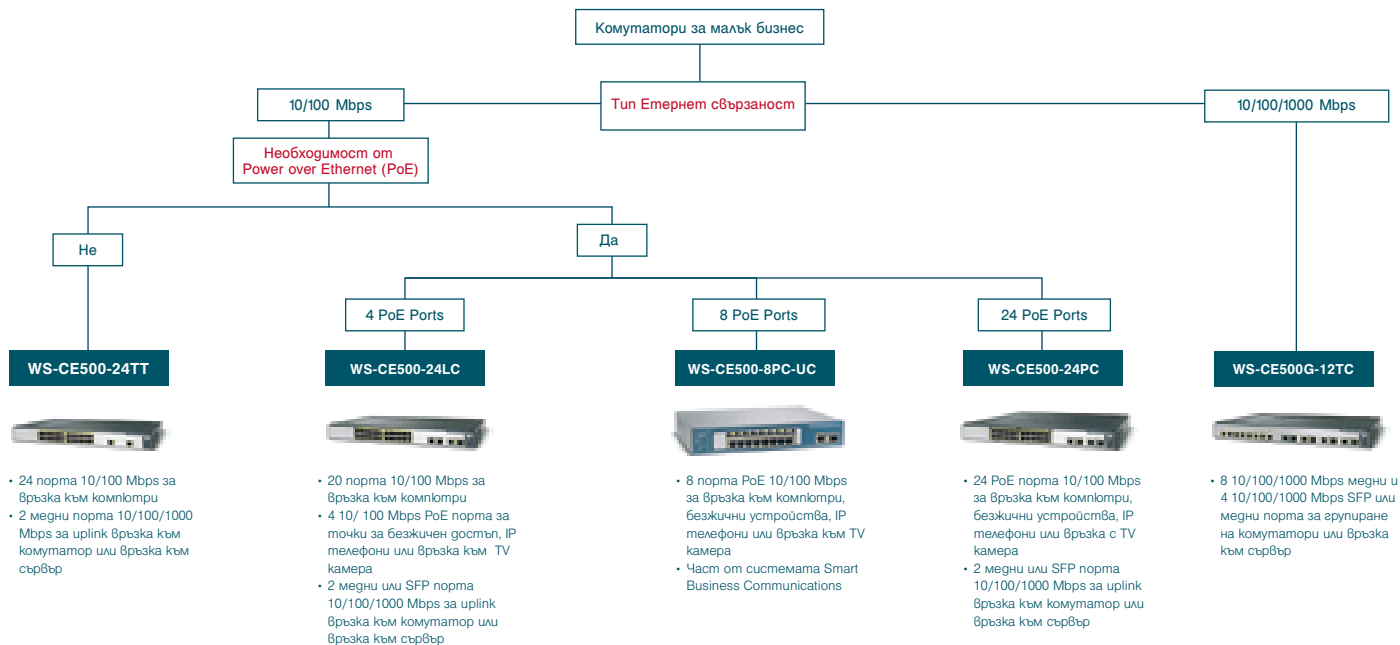 Комутатори за малък бизнес
10/100 Mbps
Тип Етернет свързаност
10/100/1000 Mbps
Необходимост от
Power over Ethernet (PoE)
Не
Да
4 PoE Ports
8 PoE Ports
24 PoE Ports
WS-CE500-24TT
WS-CE500-24LC
WS-CE500-8PC-UC
WS-CE500-24PC
WS-CE500G-12TC
• 24 порта 10/100 Mbps за
връзка към компютри
• 2 медни порта 10/100/1000
Mbps за uplink връзка към
комутатор или връзка към
сървър
• 20 порта 10/100 Mbps за
връзка към компютри
• 4 10/ 100 Mbps PoE порта за
точки за безжичен достъп, IP
телефони или връзка към TV
камера
• 2 медни или SFP порта
10/100/1000 Mbps за uplink
връзка към комутатор или
връзка към сървър
• 8 порта PoE 10/100 Mbps
за връзка към компютри,
безжични устройства, IP
телефони или връзка към TV
камера
• Част от системата Smart
Business Communications
• 24 PoE порта 10/100 Mbps
за връзка към компютри,
безжични устройства, IP
телефони или връзка с TV
камера
• 2 медни или SFP порта
10/100/1000 Mbps за uplink
връзка към комутатор или
връзка към сървър
• 8 10/100/1000 Mbps медни и
4 10/100/1000 Mbps SFP или
медни порта за групиране
на комутатори или връзка
към сървър